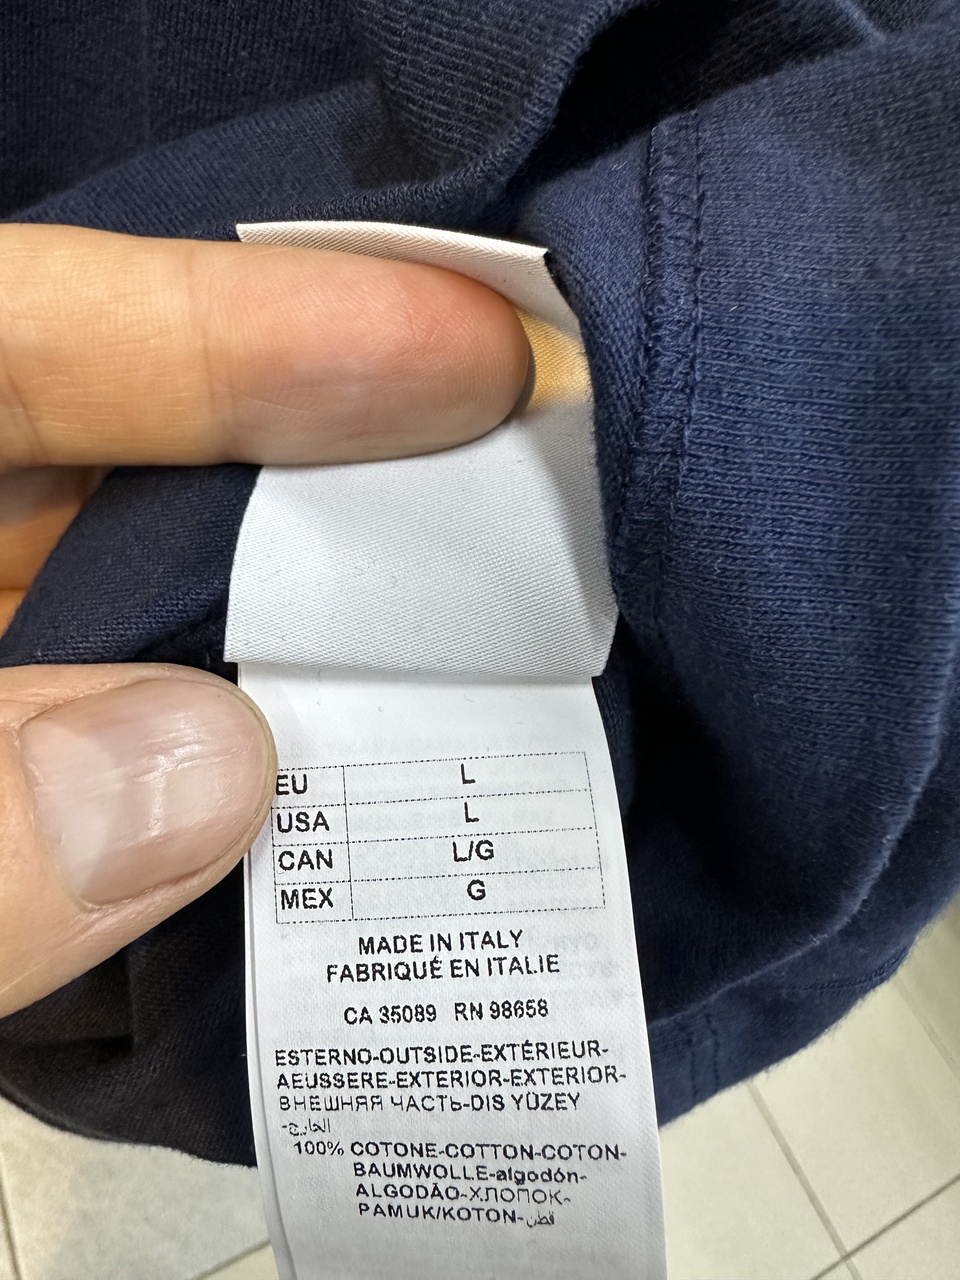 EU L
USA L
CAN L/G
MEX G
MADE IN ITALY
FABRIQUÉ EN ITALIE
CA 35089 RN 98658
ESTERNO-OUTSIDE-EXTÉRIEUR-
AEUSSERE-EXTERIOR-EXTERIOR-
ВНЕШНЯЯ ЧАСТЬ-DIS YÜZEY
-الخارج
100% COTONE-COTTON-COTON-
BAUMWOLLE-algodón-
ALGODÃO-ХЛОПОК-
PAMUK/KOTON-قطن